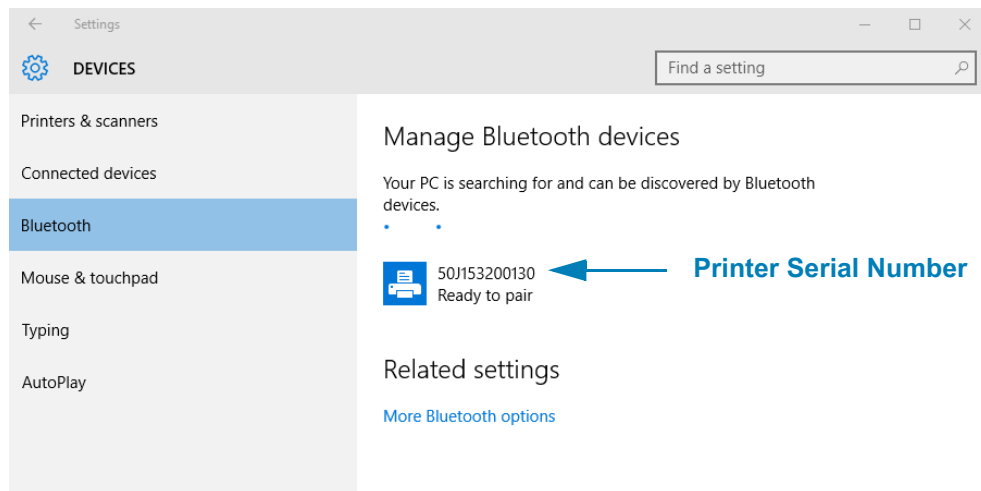 Settings
DEVICES
Find a setting
Printers & scanners
Connected devices
Bluetooth
Mouse & touchpad
Typing
AutoPlay
Manage Bluetooth devices
Your PC is searching for and can be discovered by Bluetooth
devices.
50J153200130
Printer Serial Number
Ready to pair
Related settings
More Bluetooth options